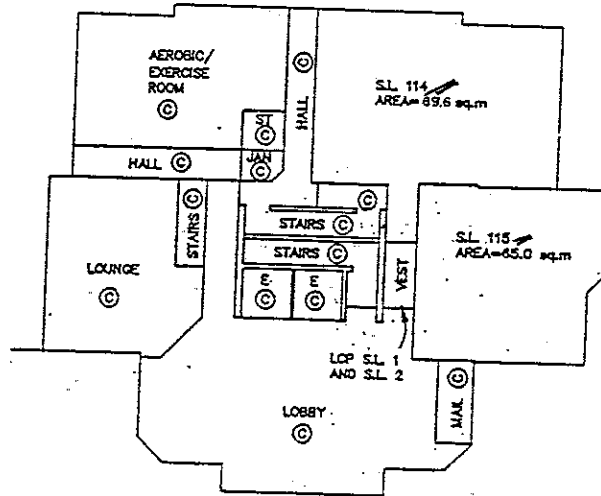 AEROBIC/
EXERCISE
ROOM
C
C
HALL
S.L. 114
AREA=89.6 sq.m
ST
C
HALL
C
JAN
C
STAIRS
C
C
STAIRS
C
STAIRS
C
S.L. 115
AREA=65.0 sq.m
LOUNGE
C
E
C
E
C
VEST
LCP S.L. 1
AND S.L. 2
LOBBY
C
MAIL
C